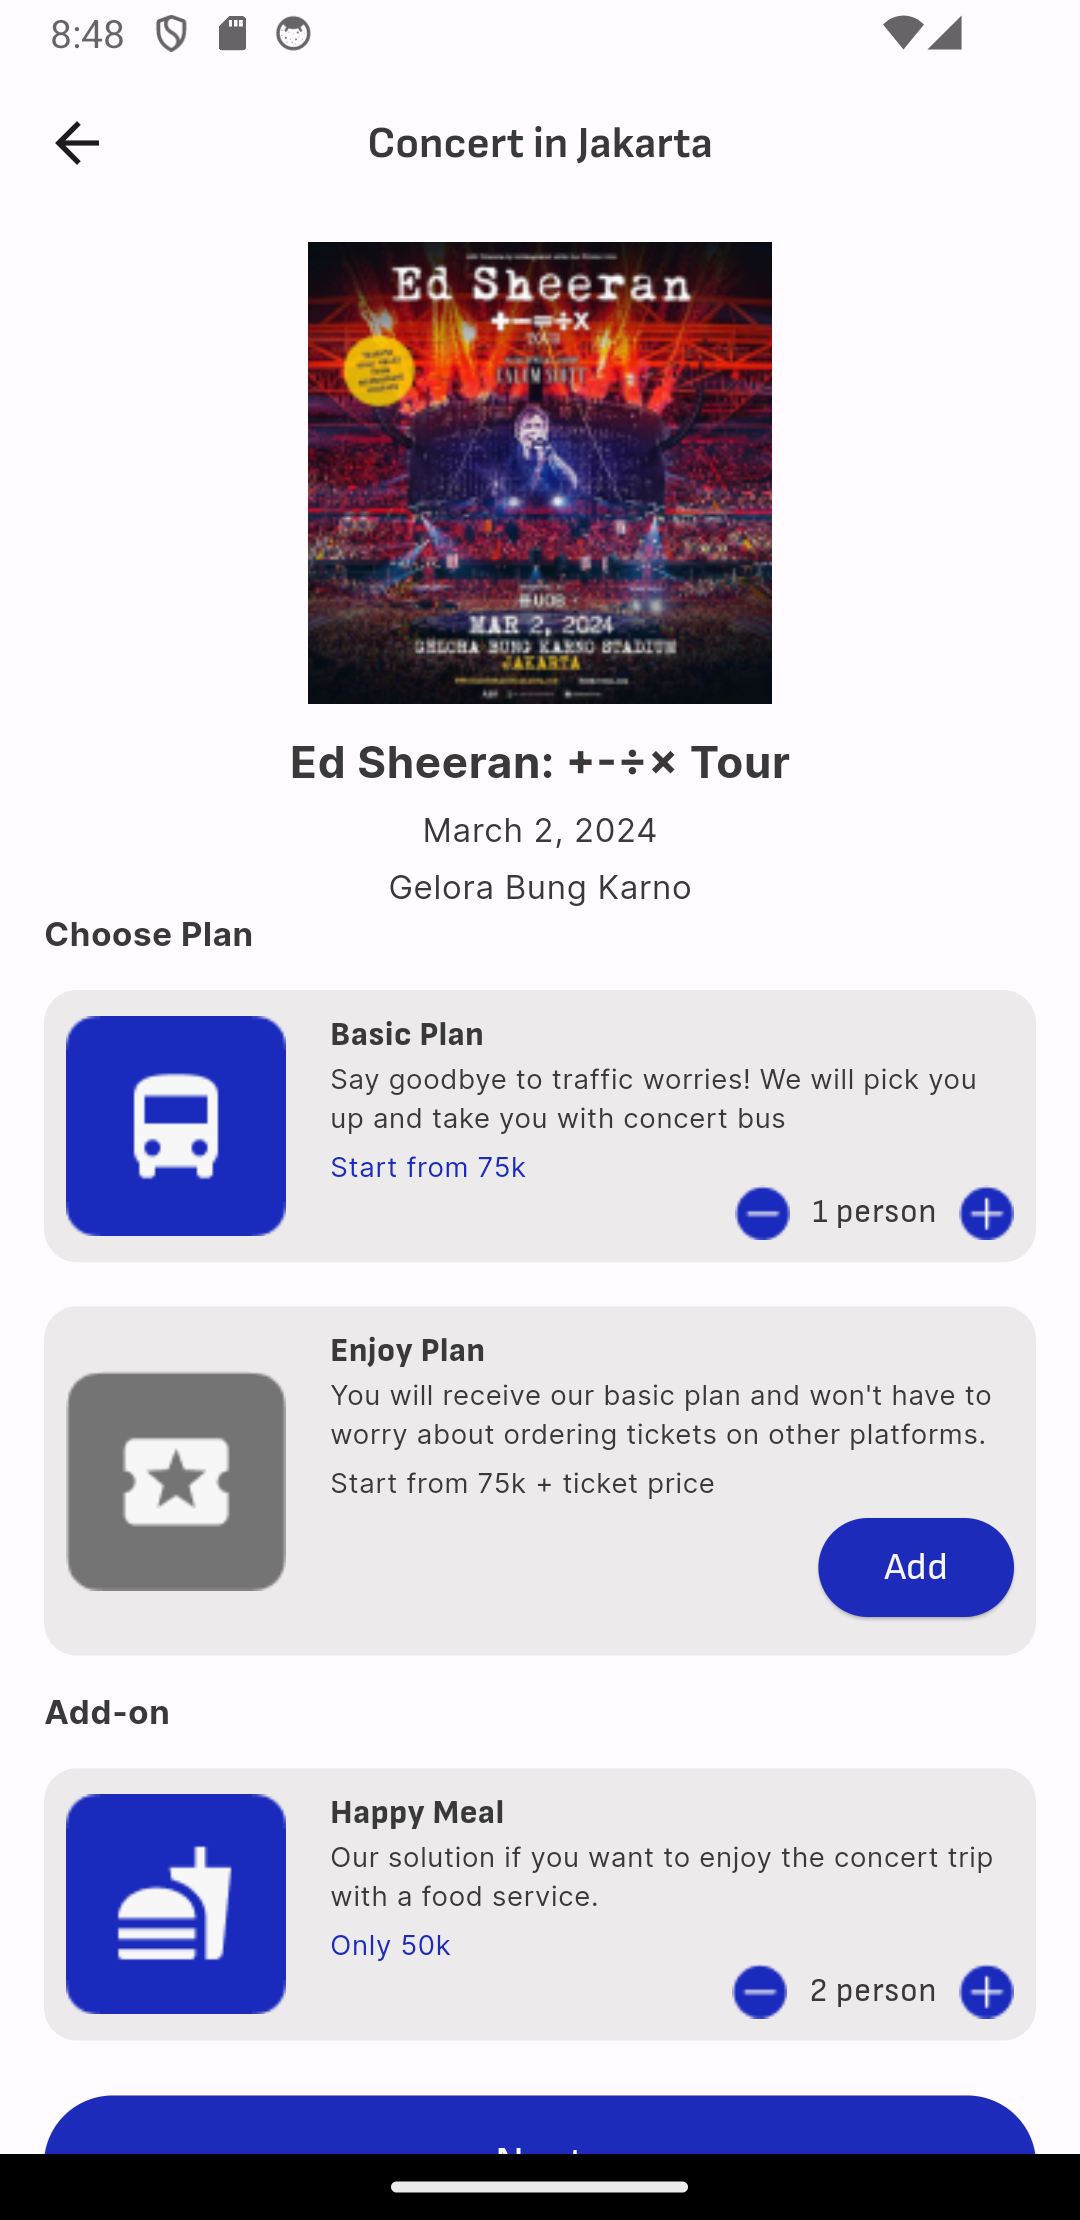 8:48
Concert in Jakarta
Ed Sheeran
+-=÷x
TOUR
CALUM SCOTT
MAR 2, 2024
GELORA BUNG KARNO STADIUM
JAKARTA
Ed Sheeran: +-÷× Tour
March 2, 2024
Gelora Bung Karno
Choose Plan
Basic Plan
Say goodbye to traffic worries! We will pick you
up and take you with concert bus
Start from 75k
1 person
Enjoy Plan
You will receive our basic plan and won't have to
worry about ordering tickets on other platforms.
Start from 75k + ticket price
Add
Add-on
Happy Meal
Our solution if you want to enjoy the concert trip
with a food service.
Only 50k
2 person
Next